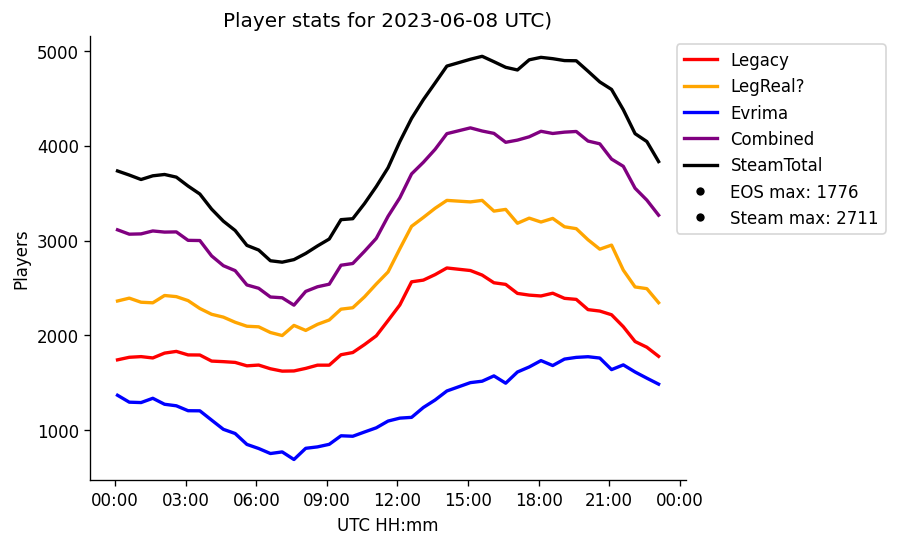 Player stats for 2023-06-08 UTC)
5000
4000
3000
2000
1000
Players
00:00 03:00 06:00 09:00 12:00 15:00 18:00 21:00 00:00
UTC HH:mm
Legacy
LegReal?
Evrima
Combined
SteamTotal
EOS max: 1776
Steam max: 2711